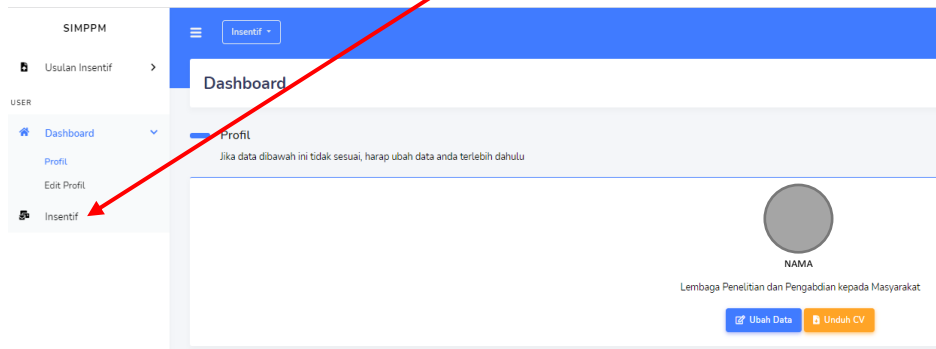 SIMPPM
Usulan Insentif
USER
Dashboard
Profil
Edit Profil
Insentif
Insentif
Dashboard
Profil
Jika data dibawah ini tidak sesuai, harap ubah data anda terlebih dahulu
NAMA
Lembaga Penelitian dan Pengabdian kepada Masyarakat
Ubah Data
Unduh CV